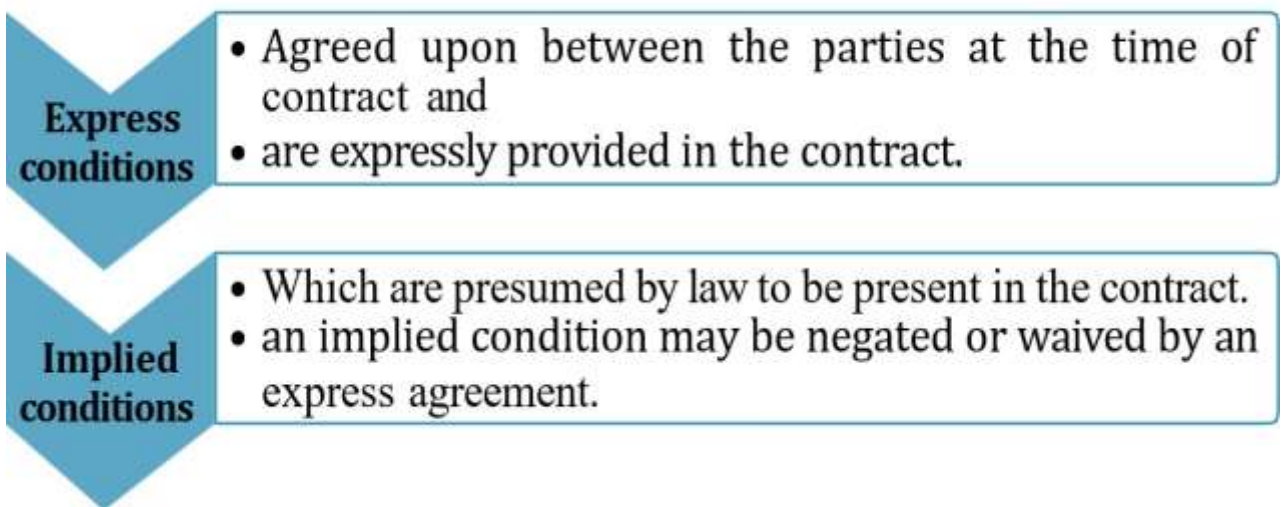 Express
conditions
• Agreed upon between the parties at the time of
contract and
• are expressly provided in the contract.
Implied
conditions
• Which are presumed by law to be present in the contract.
• an implied condition may be negated or waived by an
express agreement.